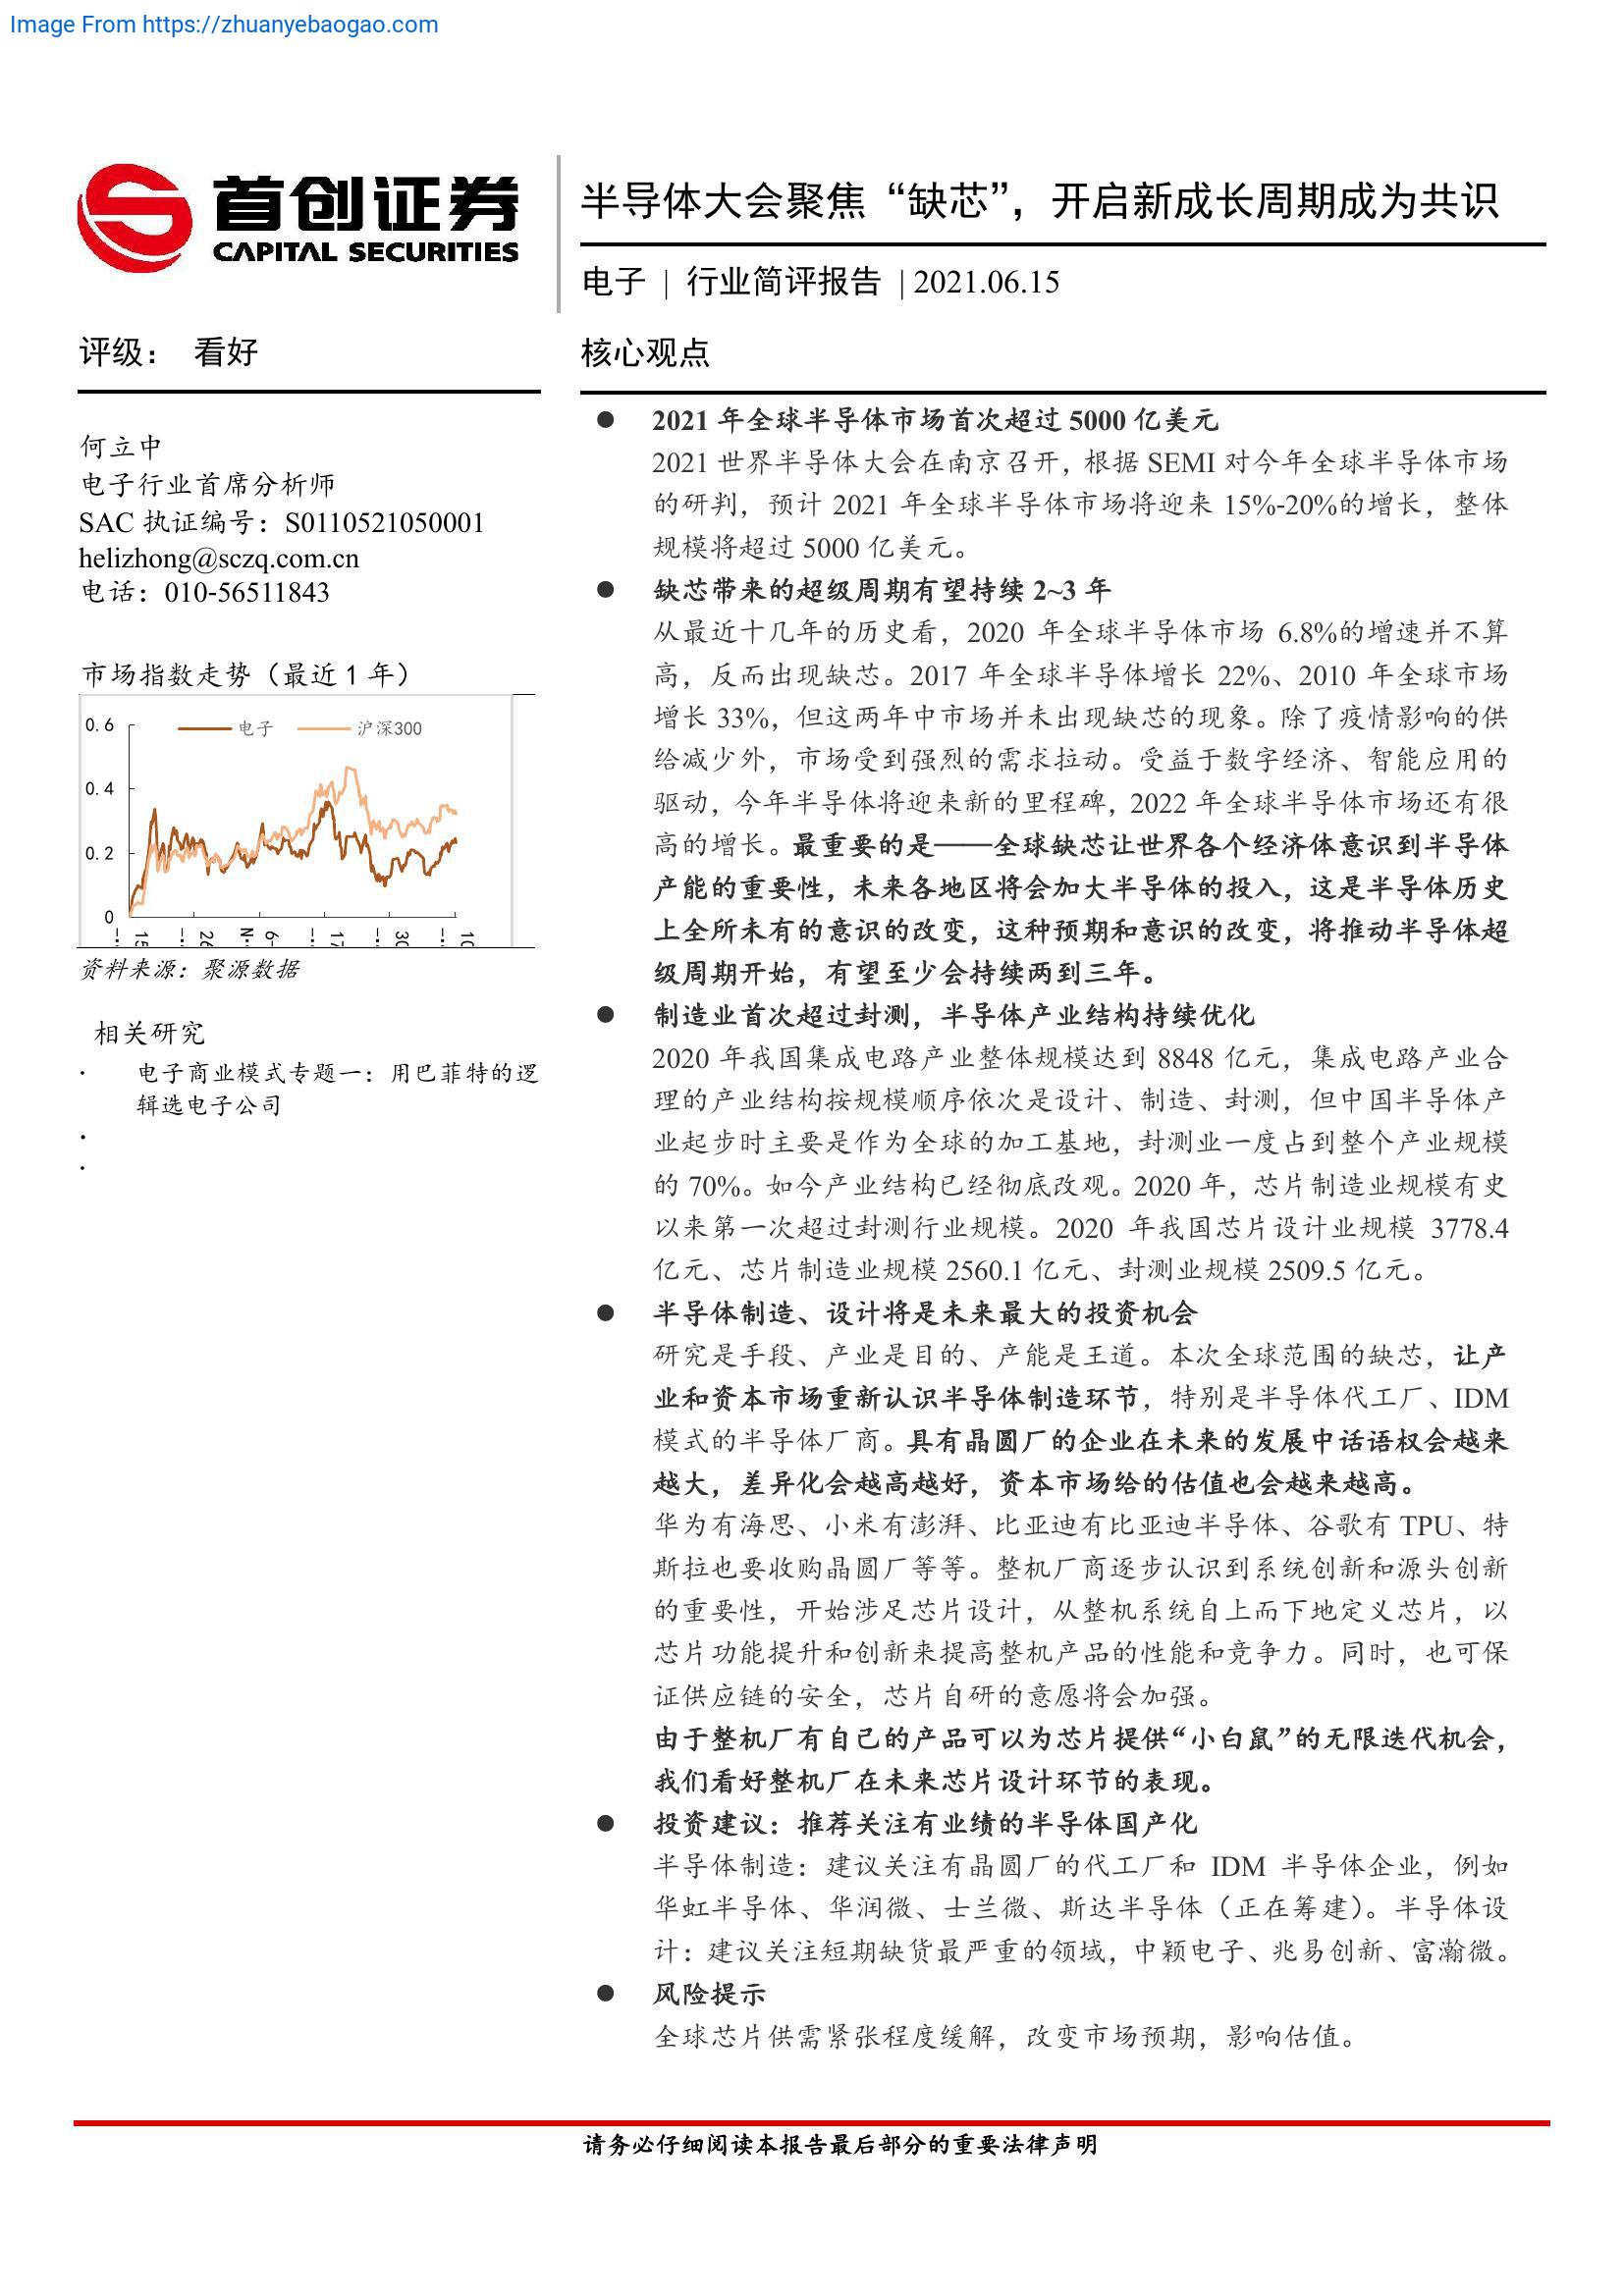 Image From https://zhuanyebaogao.com
首创证券
CAPITAL SECURITIES
半导体大会聚焦“缺芯”，开启新成长周期成为共识
电子 | 行业简评报告 | 2021.06.15
评级： 看好
何立中
电子行业首席分析师
SAC 执证编号：S0110521050001
helizhong@sczq.com.cn
电话：010-56511843
市场指数走势（最近 1 年）
电子 沪深300
0.6
0.4
0.2
0
资料来源：聚源数据
相关研究
· 电子商业模式专题一：用巴菲特的逻
辑选电子公司
·
·
核心观点
● 2021 年全球半导体市场首次超过 5000 亿美元
2021 世界半导体大会在南京召开，根据 SEMI 对今年全球半导体市场
的研判，预计 2021 年全球半导体市场将迎来 15%-20%的增长，整体
规模将超过 5000 亿美元。
● 缺芯带来的超级周期有望持续 2~3 年
从最近十几年的历史看，2020 年全球半导体市场 6.8%的增速并不算
高，反而出现缺芯。2017 年全球半导体增长 22%、2010 年全球市场
增长 33%，但这两年中市场并未出现缺芯的现象。除了疫情影响的供
给减少外，市场受到强烈的需求拉动。受益于数字经济、智能应用的
驱动，今年半导体将迎来新的里程碑，2022 年全球半导体市场还有很
高的增长。最重要的是——全球缺芯让世界各个经济体意识到半导体
产能的重要性，未来各地区将会加大半导体的投入，这是半导体历史
上全所未有的意识的改变，这种预期和意识的改变，将推动半导体超
级周期开始，有望至少会持续两到三年。
● 制造业首次超过封测，半导体产业结构持续优化
2020 年我国集成电路产业整体规模达到 8848 亿元，集成电路产业合
理的产业结构按规模顺序依次是设计、制造、封测，但中国半导体产
业起步时主要是作为全球的加工基地，封测业一度占到整个产业规模
的 70%。如今产业结构已经彻底改观。2020 年，芯片制造业规模有史
以来第一次超过封测行业规模。2020 年我国芯片设计业规模 3778.4
亿元、芯片制造业规模 2560.1 亿元、封测业规模 2509.5 亿元。
● 半导体制造、设计将是未来最大的投资机会
研究是手段、产业是目的、产能是王道。本次全球范围的缺芯，让产
业和资本市场重新认识半导体制造环节，特别是半导体代工厂、IDM
模式的半导体厂商。具有晶圆厂的企业在未来的发展中话语权会越来
越大，差异化会越高越好，资本市场给的估值也会越来越高。
华为有海思、小米有澎湃、比亚迪有比亚迪半导体、谷歌有 TPU、特
斯拉也要收购晶圆厂等等。整机厂商逐步认识到系统创新和源头创新
的重要性，开始涉足芯片设计，从整机系统自上而下地定义芯片，以
芯片功能提升和创新来提高整机产品的性能和竞争力。同时，也可保
证供应链的安全，芯片自研的意愿将会加强。
由于整机厂有自己的产品可以为芯片提供“小白鼠”的无限迭代机会，
我们看好整机厂在未来芯片设计环节的表现。
● 投资建议：推荐关注有业绩的半导体国产化
半导体制造：建议关注有晶圆厂的代工厂和 IDM 半导体企业，例如
华虹半导体、华润微、士兰微、斯达半导体（正在筹建）。半导体设
计：建议关注短期缺货最严重的领域，中颖电子、兆易创新、富瀚微。
● 风险提示
全球芯片供需紧张程度缓解，改变市场预期，影响估值。
请务必仔细阅读本报告最后部分的重要法律声明